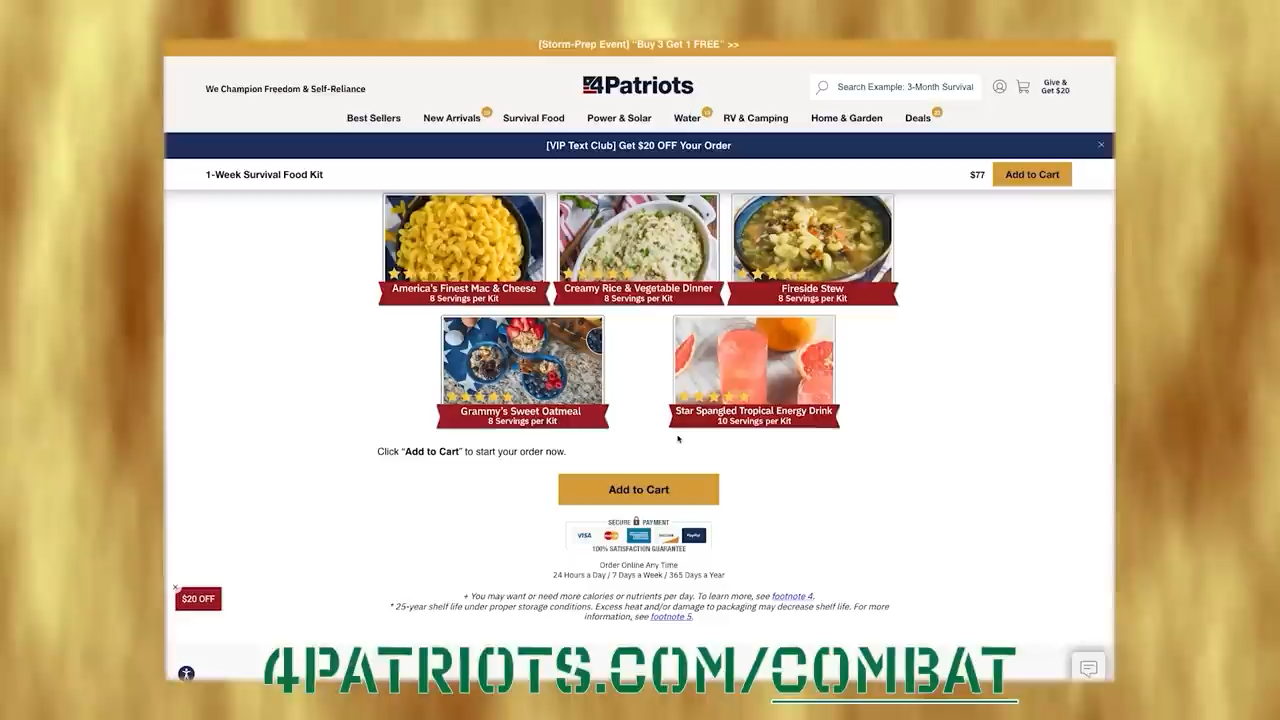 [Storm-Prep Event] "Buy 3 Get 1 FREE" >>
We Champion Freedom & Self-Reliance
4Patriots
Search Example: 3-Month Survival
Give &
Get $20
Best Sellers
New Arrivals
Survival Food
Power & Solar
Water
RV & Camping
Home & Garden
Deals
[VIP Text Club] Get $20 OFF Your Order
1-Week Survival Food Kit
$77
Add to Cart
America's Finest Mac & Cheese
8 Servings per Kit
Creamy Rice & Vegetable Dinner
8 Servings per Kit
Fireside Stew
8 Servings per Kit
Grammy's Sweet Oatmeal
8 Servings per Kit
Star Spangled Tropical Energy Drink
10 Servings per Kit
Click "Add to Cart" to start your order now.
Add to Cart
SECURE PAYMENT
VISA
PayPal
100% SATISFACTION GUARANTEE
Order Online Any Time
24 Hours a Day / 7 Days a Week / 365 Days a Year
$20 OFF
+ You may want or need more calories or nutrients per day. To learn more, see footnote 4.
* 25-year shelf life under proper storage conditions. Excess heat and/or damage to packaging may decrease shelf life. For more
information, see footnote 5.
4PATRIOTS.COM/COMBAT